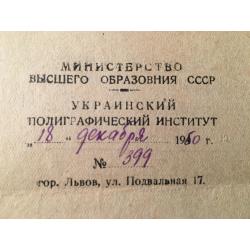 МИНИСТЕРСТВО
ВЫСШЕГО ОБРАЗОВНИЯ СССР
УКРАИНСКИЙ
ПОЛИГРАФИЧЕСКИЙ ИНСТИТУТ
„18 " декабря 1950 г.
№ 399
гор. Львов, ул. Подвальная 17.